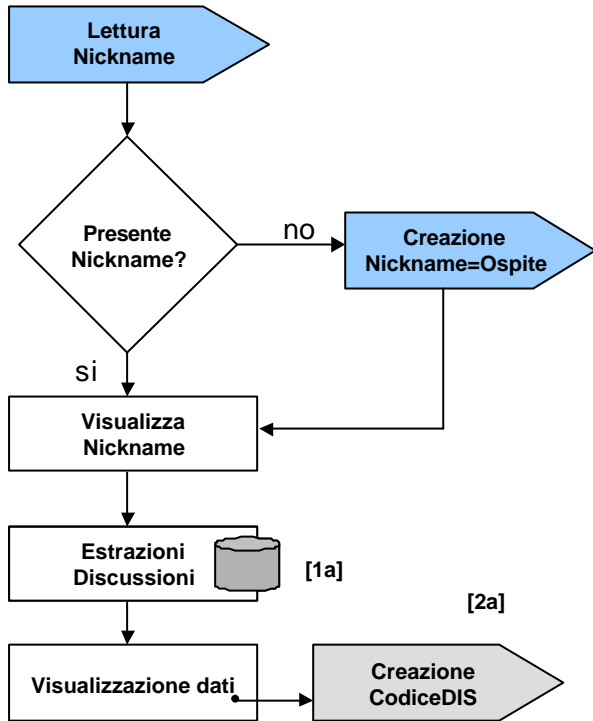 Lettura
Nickname
Presente
Nickname?
no
Creazione
Nickname=Ospite
si
Visualizza
Nickname
Estrazioni
Discussioni
[1a]
[2a]
Visualizzazione dati
Creazione
CodiceDIS